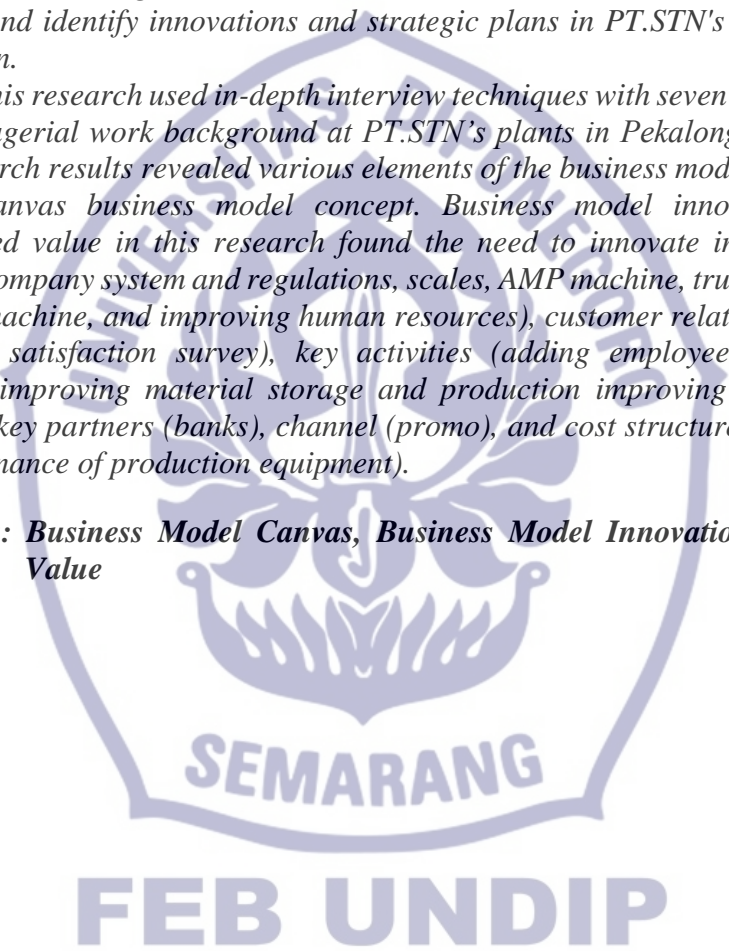 and identify innovations and strategic plans in PT.STN's
n.
his research used in-depth interview techniques with seven
agerial work background at PT.STN’s plants in Pekalong
rch results revealed various elements of the business mod
anvas business model concept. Business model inno
ed value in this research found the need to innovate in
ompany system and regulations, scales, AMP machine, tru
achine, and improving human resources), customer relat
satisfaction survey), key activities (adding employee
improving material storage and production improving
key partners (banks), channel (promo), and cost structure
nance of production equipment).
: Business Model Canvas, Business Model Innovatio
Value
UNIVERSITAS DIPONEGORO
SEMARANG
FEB UNDIP